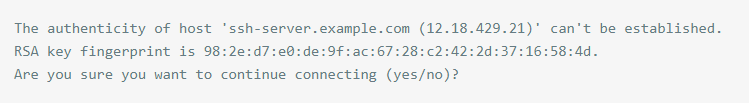 The authenticity of host 'ssh-server.example.com (12.18.429.21)' can't be established.
RSA key fingerprint is 98:2e:d7:e0:de:9f:ac:67:28:c2:42:2d:37:16:58:4d.
Are you sure you want to continue connecting (yes/no)?